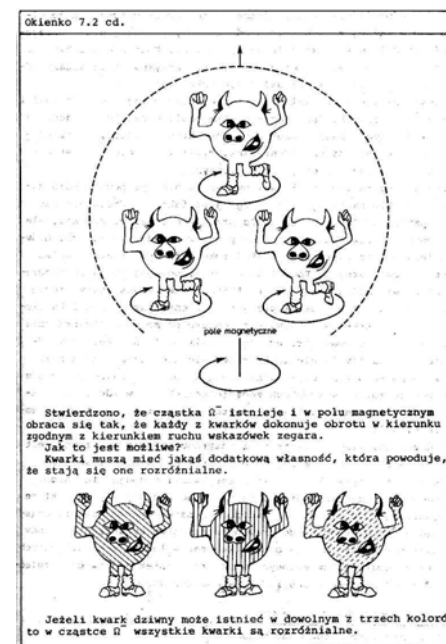 Okienko 7.2 cd.
pole magnetyczne
Stwierdzono, że cząstka Ω⁻ istnieje i w polu magnetycznym
obraca się tak, że każdy z kwarków dokonuje obrotu w kierunku
zgodnym z kierunkiem ruchu wskazówek zegara.
Jak to jest możliwe?
Kwarki muszą mieć jakąś dodatkową własność, która powoduje,
że stają się one rozróżnialne.
Jeżeli kwark dziwny może istnieć w dowolnym z trzech koloró
to w cząstce Ω⁻ wszystkie kwarki są rozróżnialne.